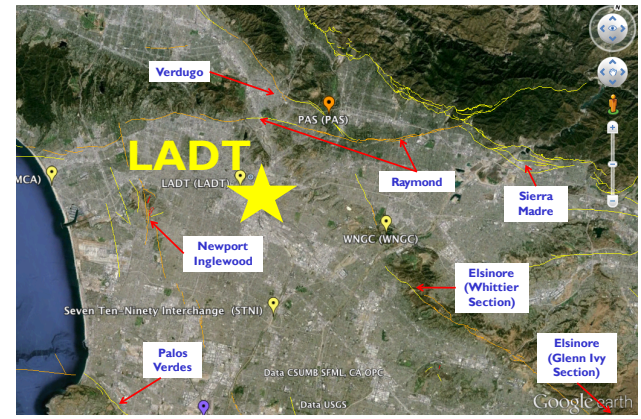 N
Verdugo
PAS (PAS)
LADT
MCA)
LADT (LADT)
Raymond
Sierra
Madre
WNGC (WNGC)
Newport
Inglewood
Elsinore
(Whittier
Section)
Seven Ten-Ninety Interchange (STNI)
Palos
Verdes
Elsinore
(Glenn Ivy
Section)
Data CSUMB SFML, CA OPC
Data USGS
Google earth